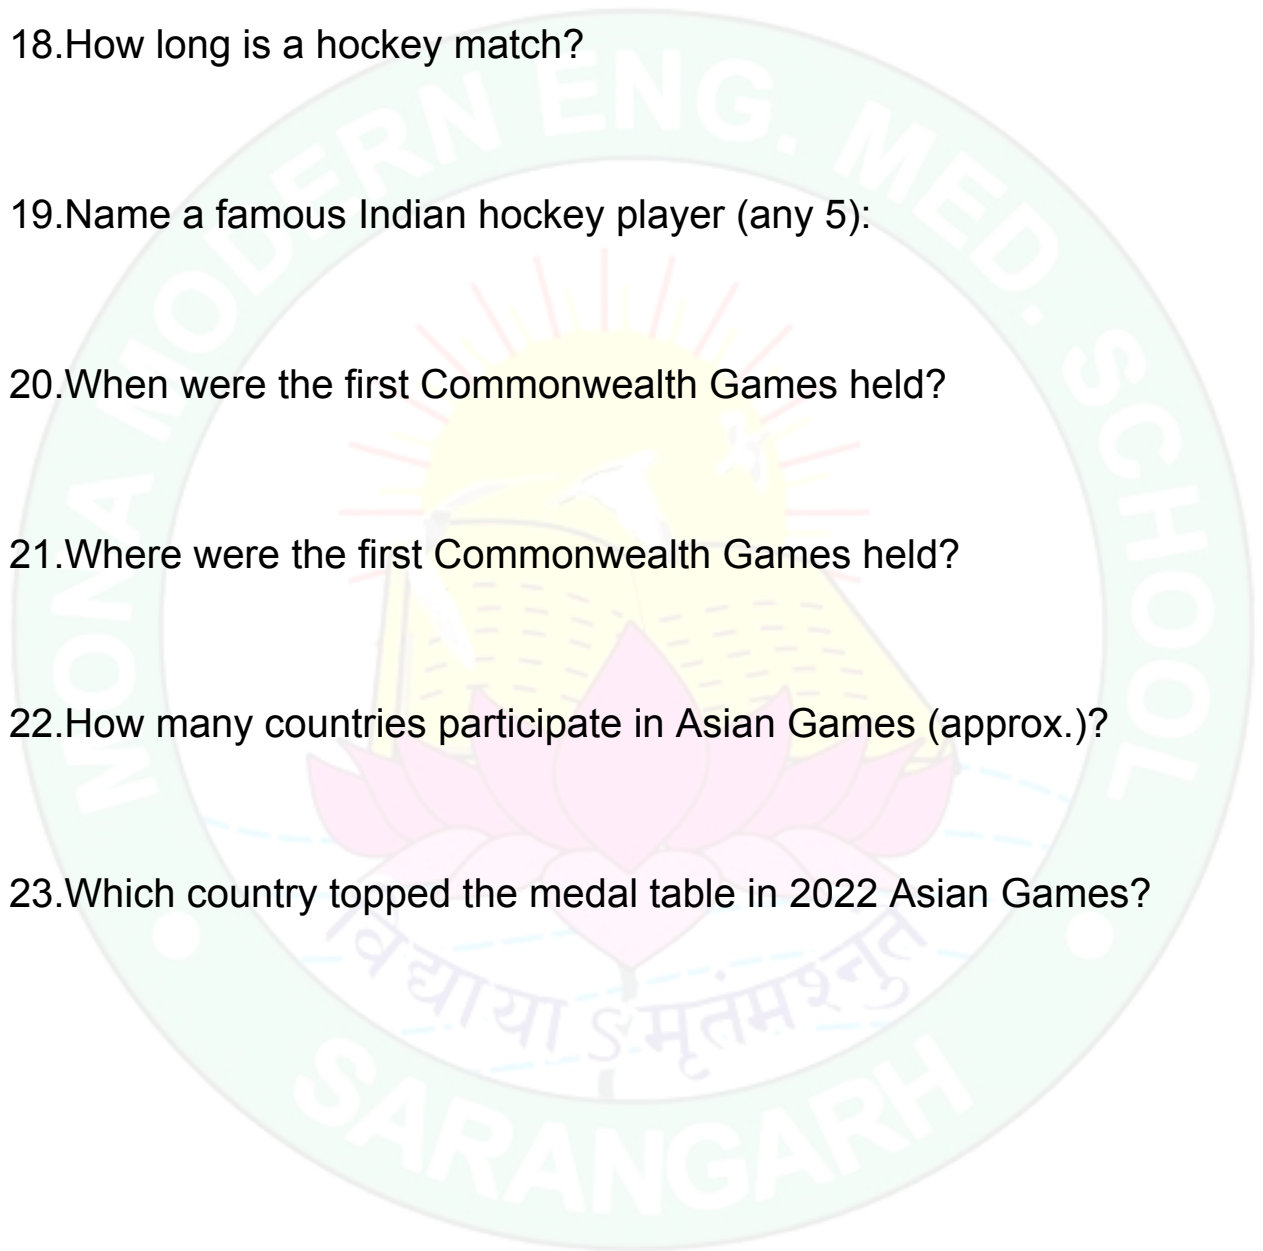 18.How long is a hockey match?
19.Name a famous Indian hockey player (any 5):
20.When were the first Commonwealth Games held?
21.Where were the first Commonwealth Games held?
22.How many countries participate in Asian Games (approx.)?
23.Which country topped the medal table in 2022 Asian Games?
MONA MODERN ENG. MED. SCHOOL
विद्याया ऽमृतंमश्नुते
SARANGARH